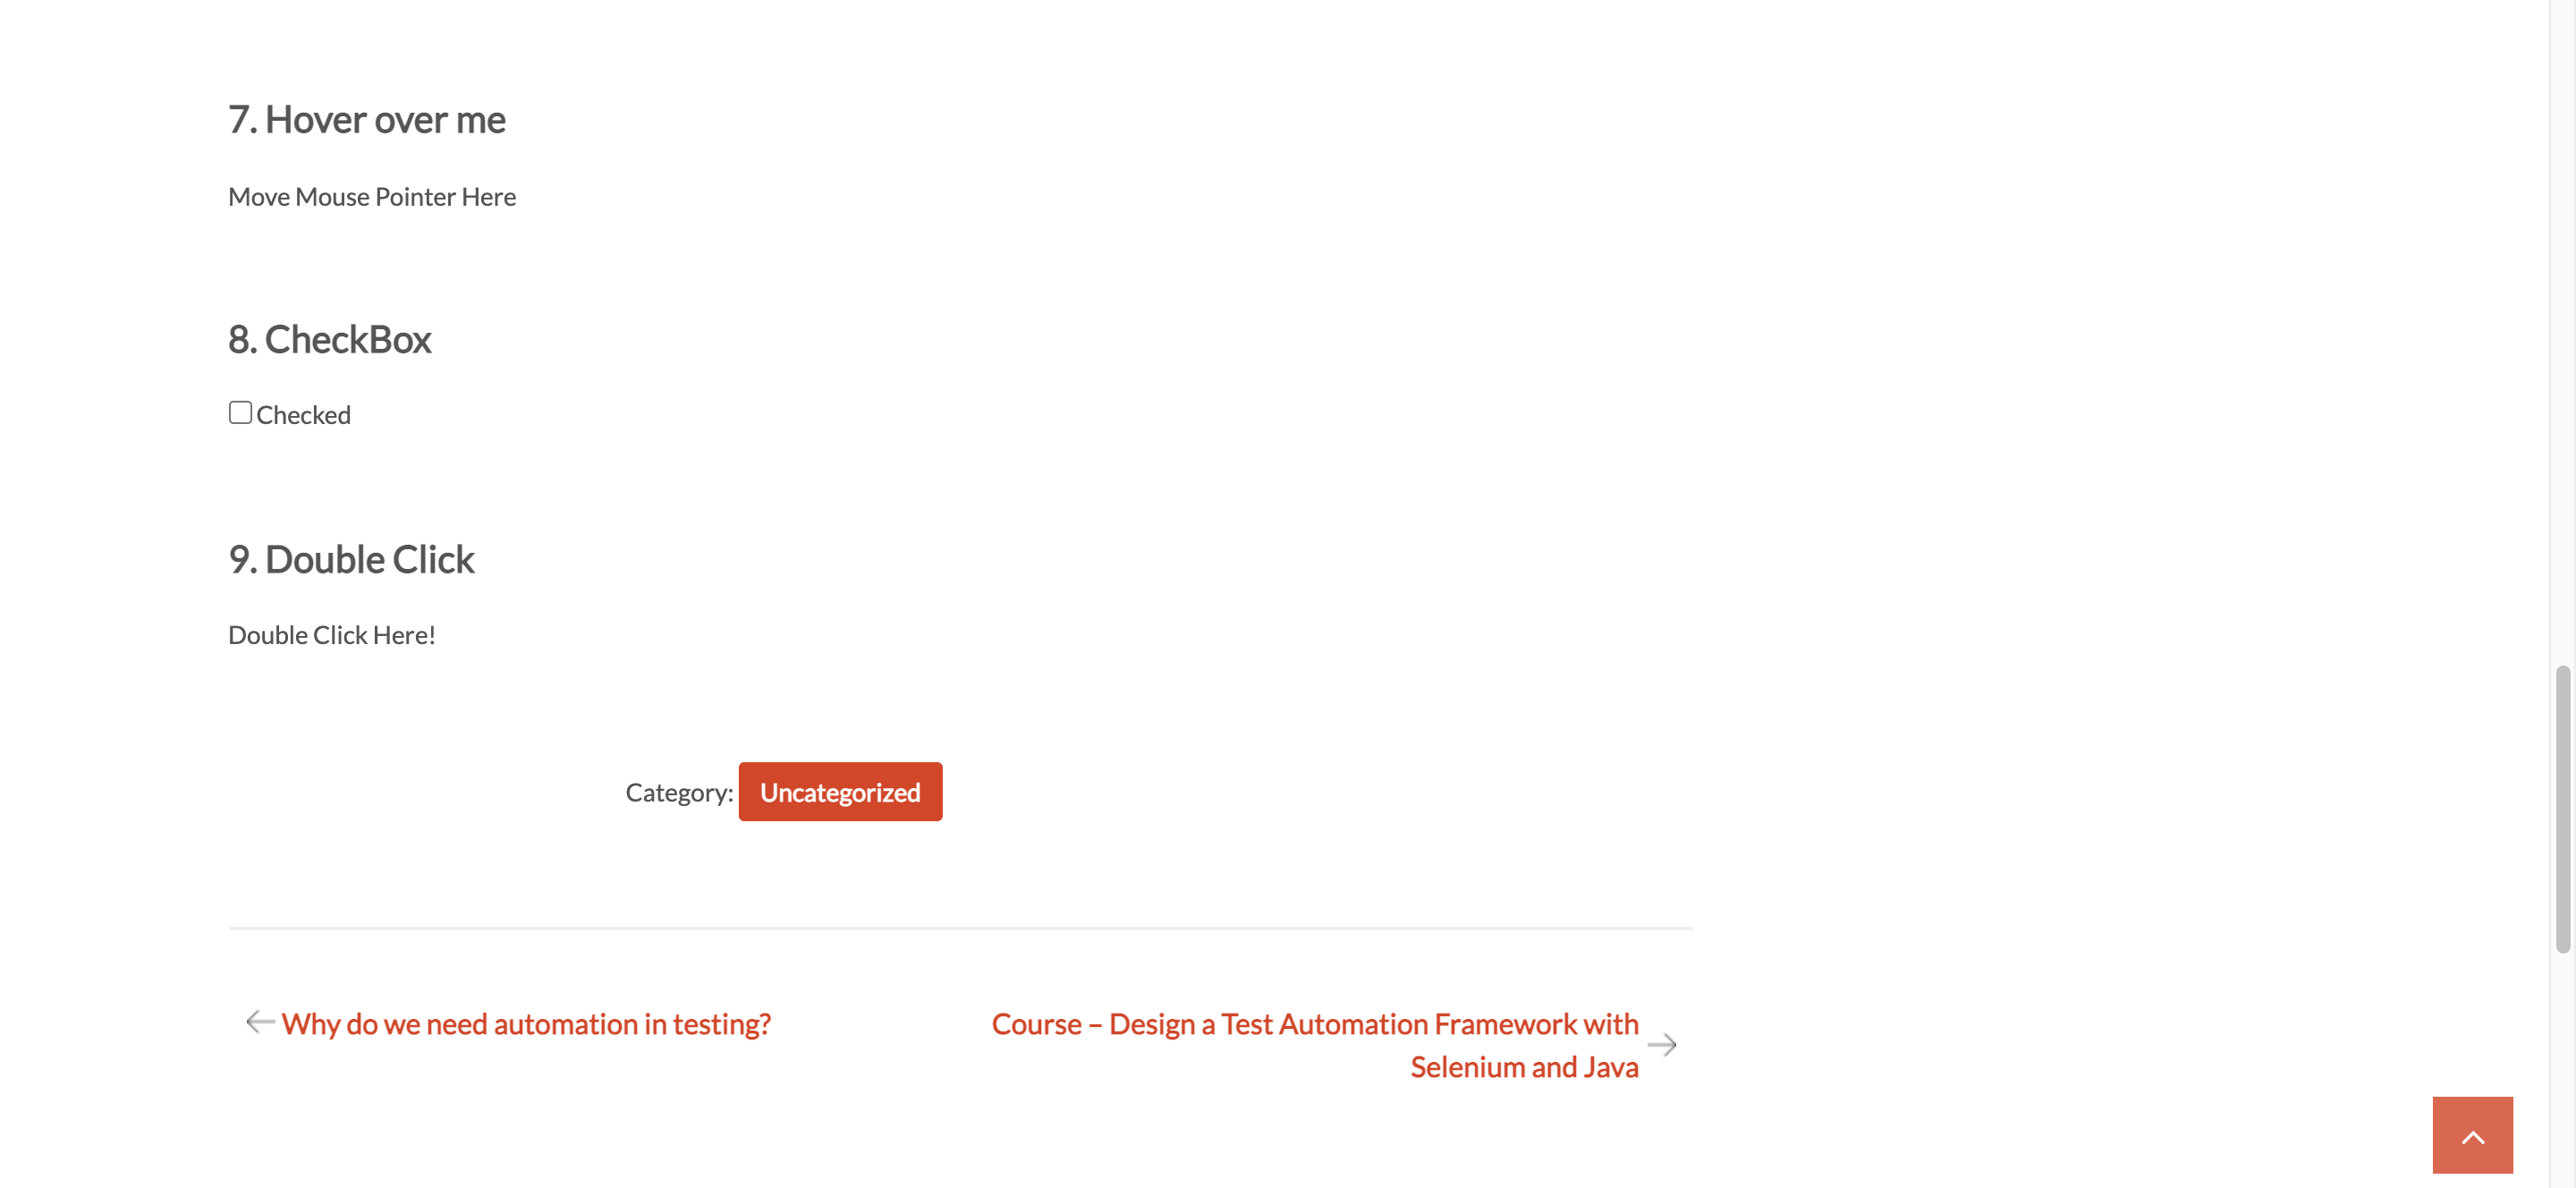 7. Hover over me
Move Mouse Pointer Here
8. CheckBox
Checked
9. Double Click
Double Click Here!
Category: Uncategorized
Why do we need automation in testing?
Course – Design a Test Automation Framework with
Selenium and Java